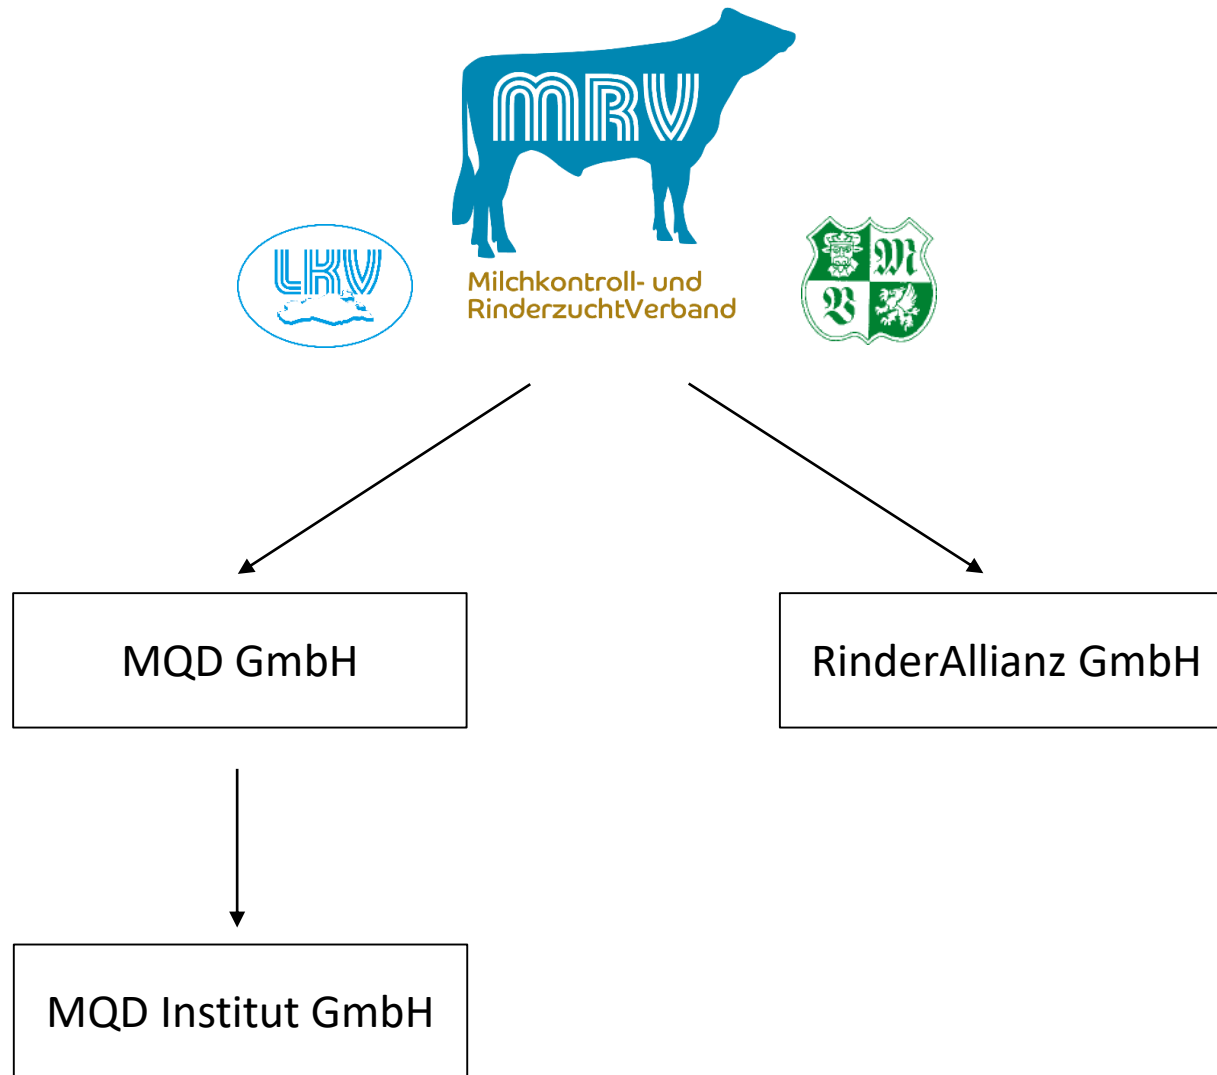 MRV
LKV
Milchkontroll- und
RinderzuchtVerband
M
V
MQD GmbH
RinderAllianz GmbH
MQD Institut GmbH